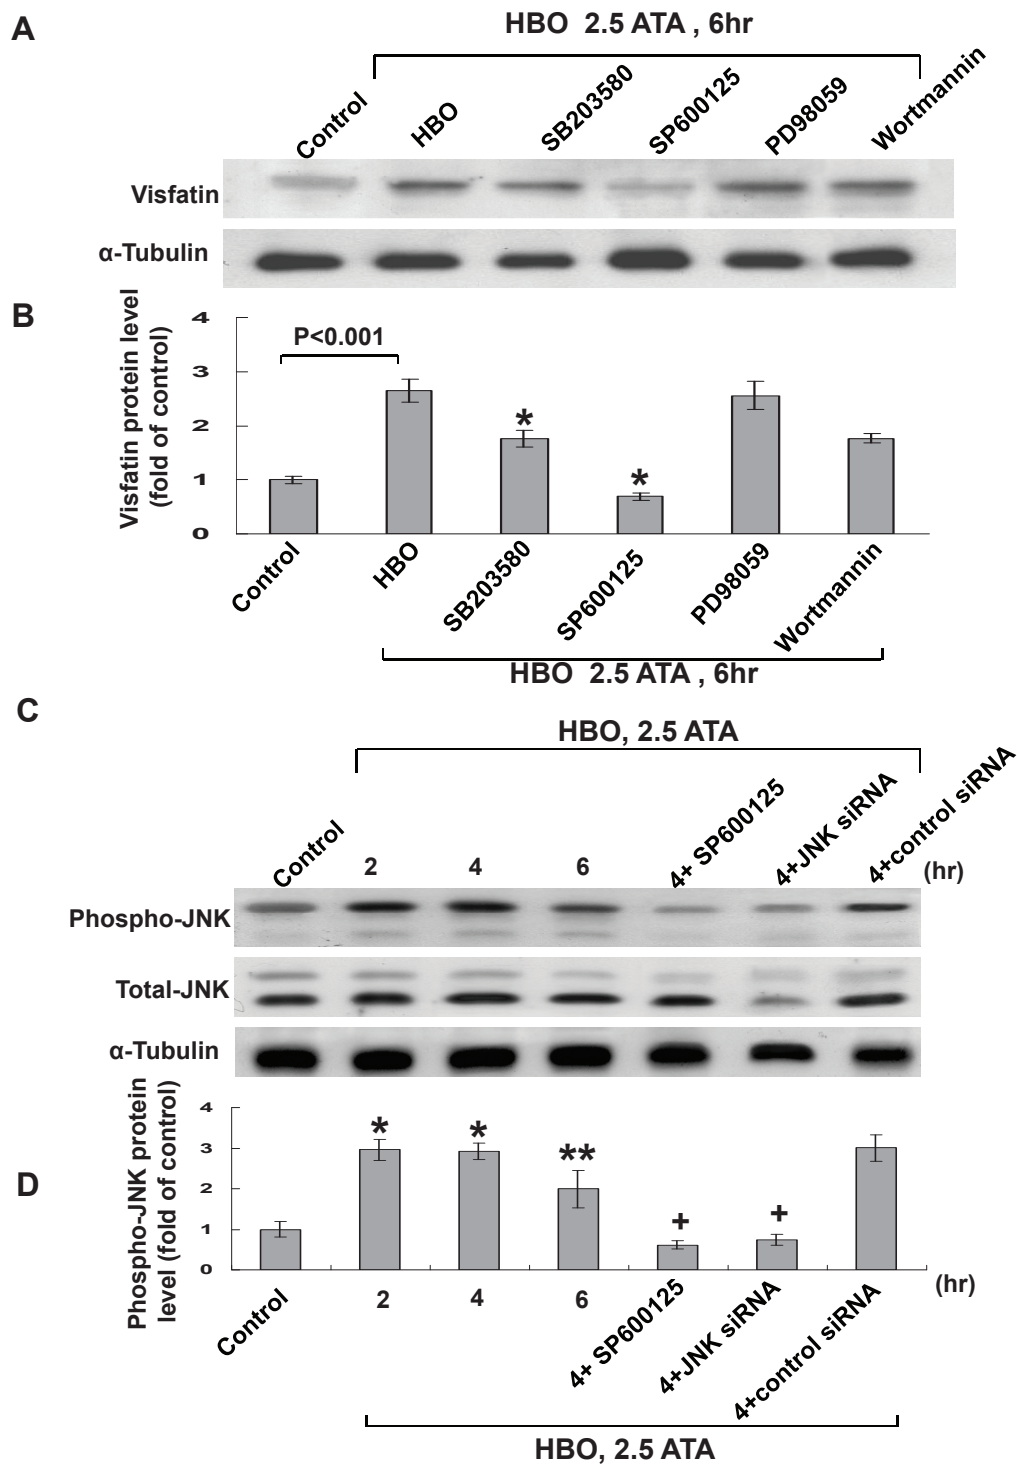 A
HBO 2.5 ATA , 6hr
Control
HBO
SB203580
SP600125
PD98059
Wortmannin
Visfatin
α-Tubulin
B
Visfatin protein level
(fold of control)
4
3
2
1
0
P<0.001
*
*
Control
HBO
SB203580
SP600125
PD98059
Wortmannin
HBO 2.5 ATA , 6hr
C
HBO, 2.5 ATA
Control
2
4
6
4+ SP600125
4+JNK siRNA
4+control siRNA
(hr)
Phospho-JNK
Total-JNK
α-Tubulin
D
Phospho-JNK protein
level (fold of control)
4
3
2
1
0
*
*
**
+
+
Control
2
4
6
4+ SP600125
4+JNK siRNA
4+control siRNA
(hr)
HBO, 2.5 ATA